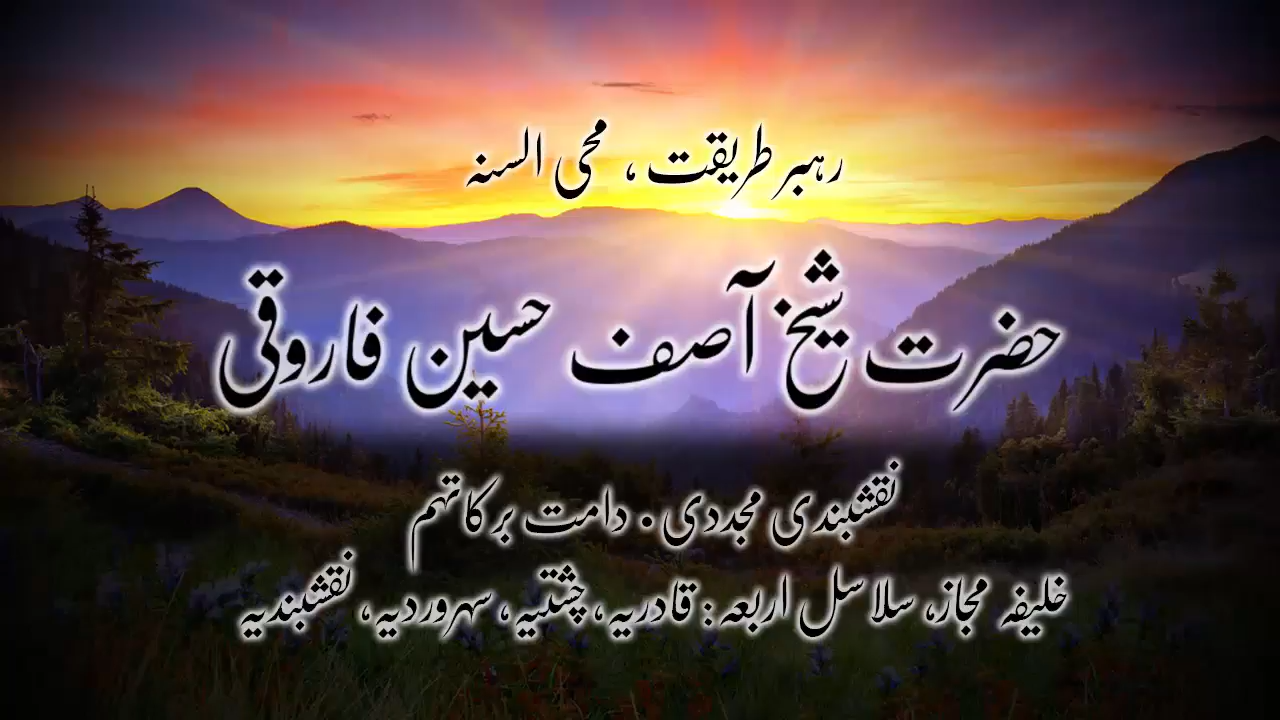 رہبر طریقت ، محی السنہ
حضرت شیخ آصف حسین فاروقی
نقشبندی مجددی . دامت برکاتہم
خلیفہ مجاز، سلاسل اربعہ : قادریہ، چشتیہ، سہروردیہ، نقشبندیہ